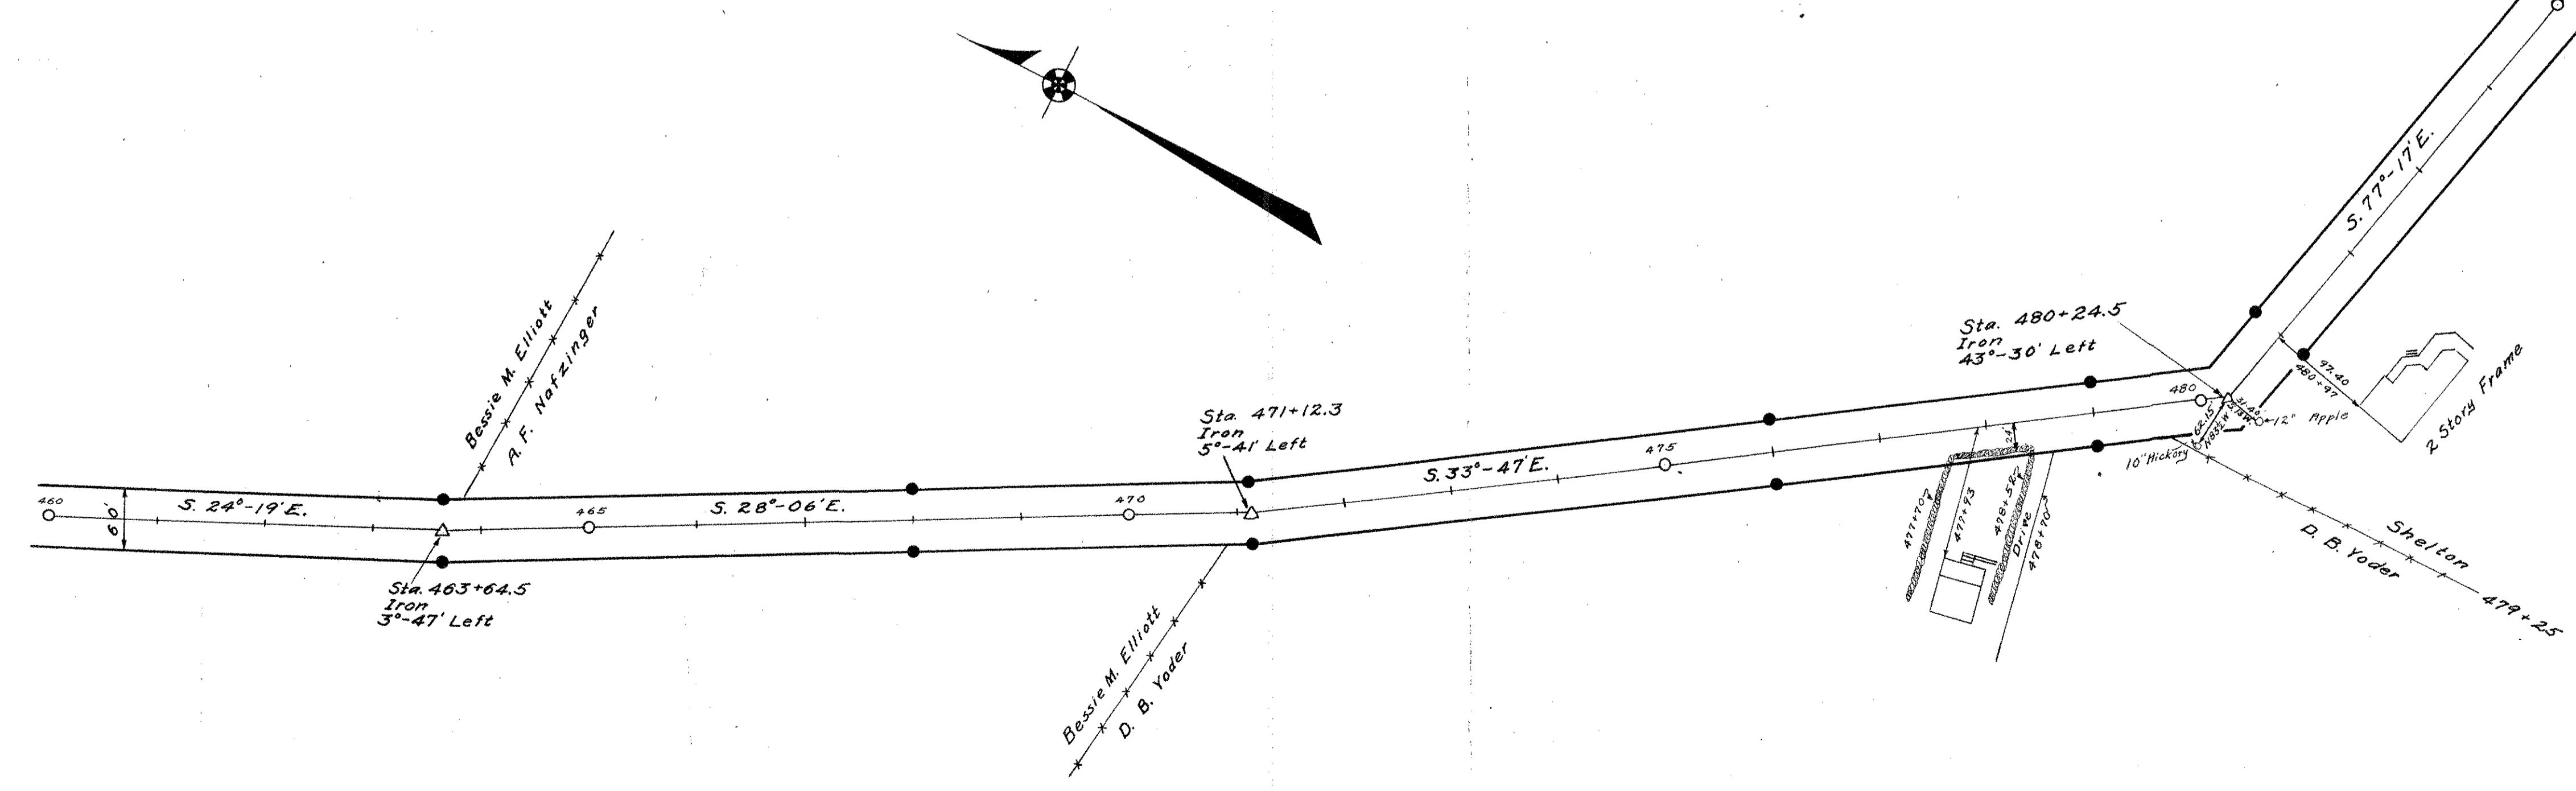 460
60'
S. 24°-19' E.
Sta. 463+64.5
Iron
3°-47' Left
Bessie M. Elliott
A. F. Nafzinger
465
S. 28°-06' E.
470
Sta. 471+12.3
Iron
5°-41' Left
Bessie M. Elliott
D. B. Yoder
S. 33°-47' E.
475
477+70
477+93
24'
478+52
Drive
478+70
Sta. 480+24.5
Iron
43°-30' Left
480
62.15'
10" Hickory
12" Apple
97.40
480+97
2 Story Frame
S. 77°-17' E.
Shelton
D. B. Yoder
479+25